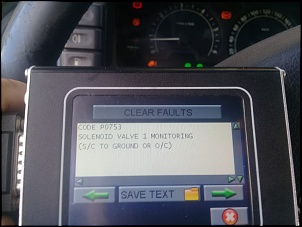 CLEAR FAULTS
CODE P0753
SOLENOID VALVE 1 MONITORING
(S/C TO GROUND OR O/C)
SAVE TEXT